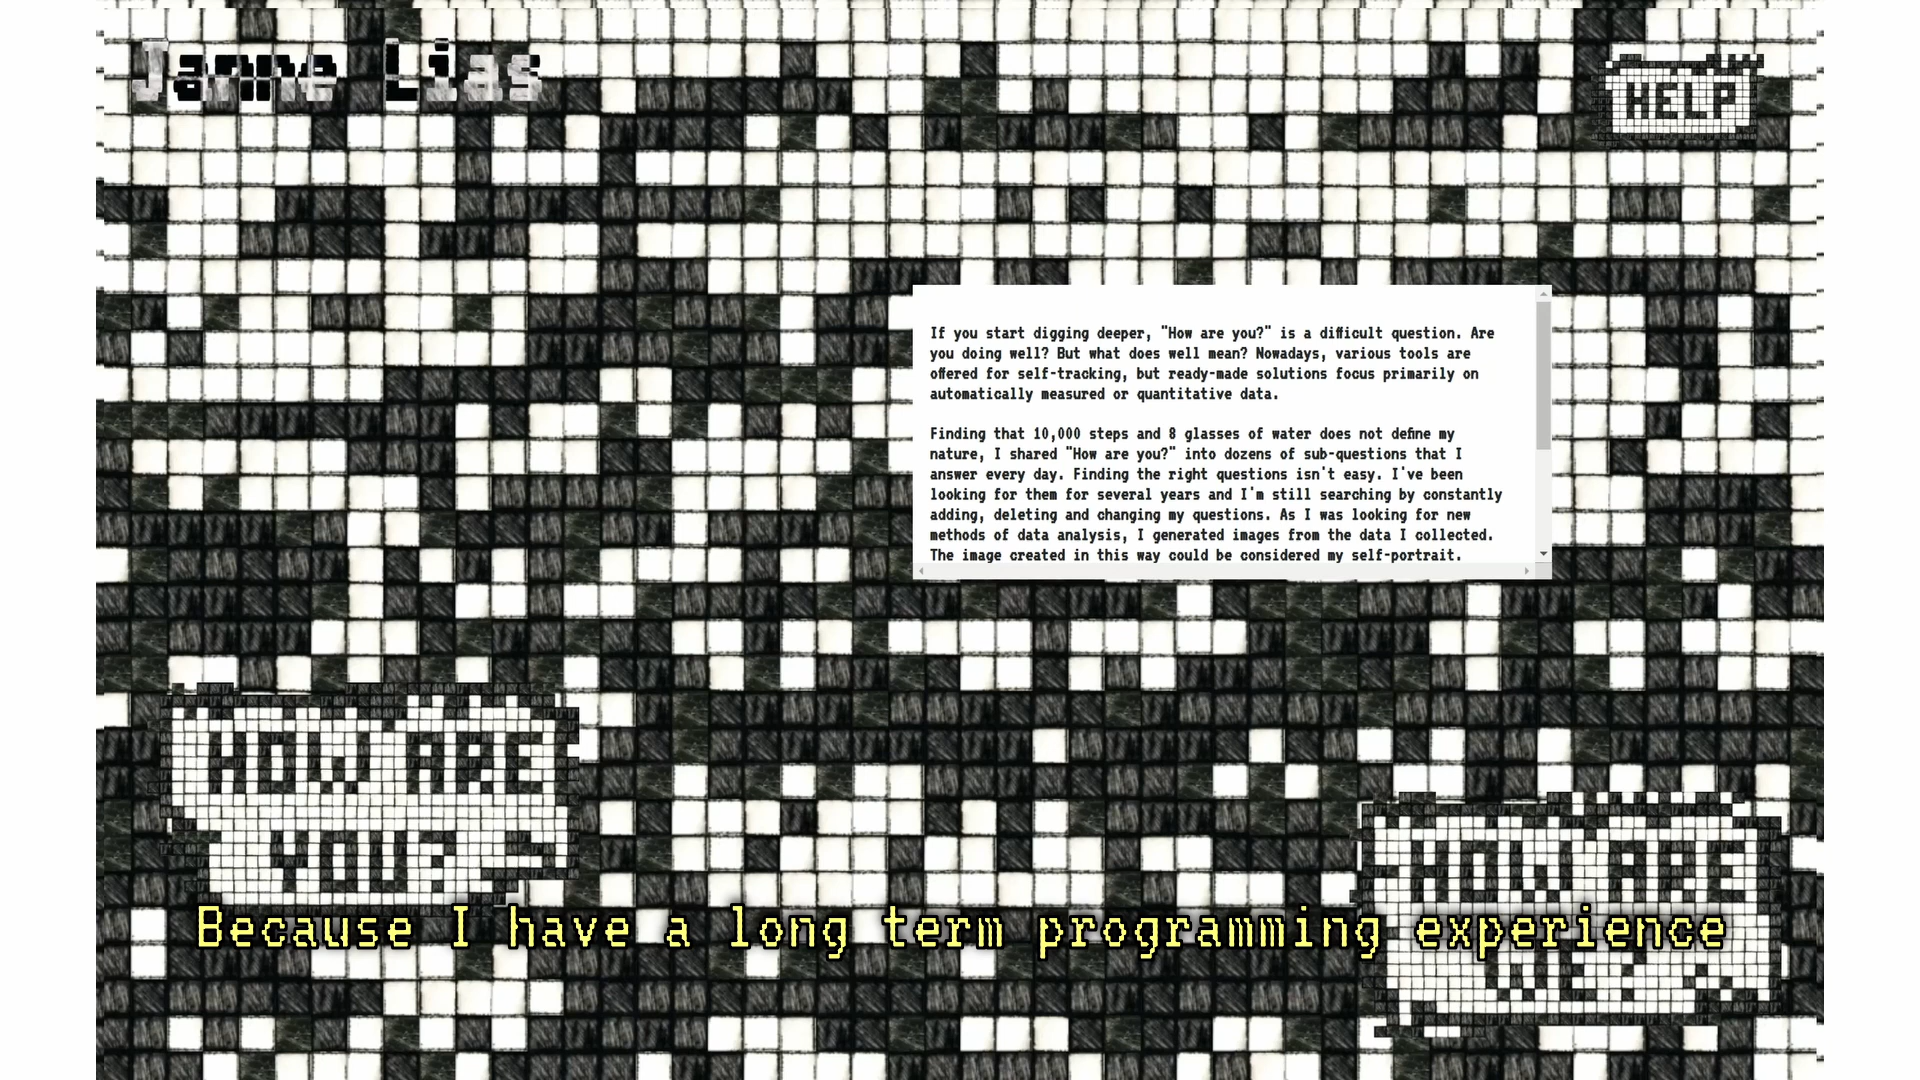 Janne Lias
HELP
If you start digging deeper, "How are you?" is a difficult question. Are
you doing well? But what does well mean? Nowadays, various tools are
offered for self-tracking, but ready-made solutions focus primarily on
automatically measured or quantitative data.
Finding that 10,000 steps and 8 glasses of water does not define my
nature, I shared "How are you?" into dozens of sub-questions that I
answer every day. Finding the right questions isn't easy. I've been
looking for them for several years and I'm still searching by constantly
adding, deleting and changing my questions. As I was looking for new
methods of data analysis, I generated images from the data I collected.
The image created in this way could be considered my self-portrait.
HOW ARE
YOU?
HOW ARE
WE?
Because I have a long term programming experience